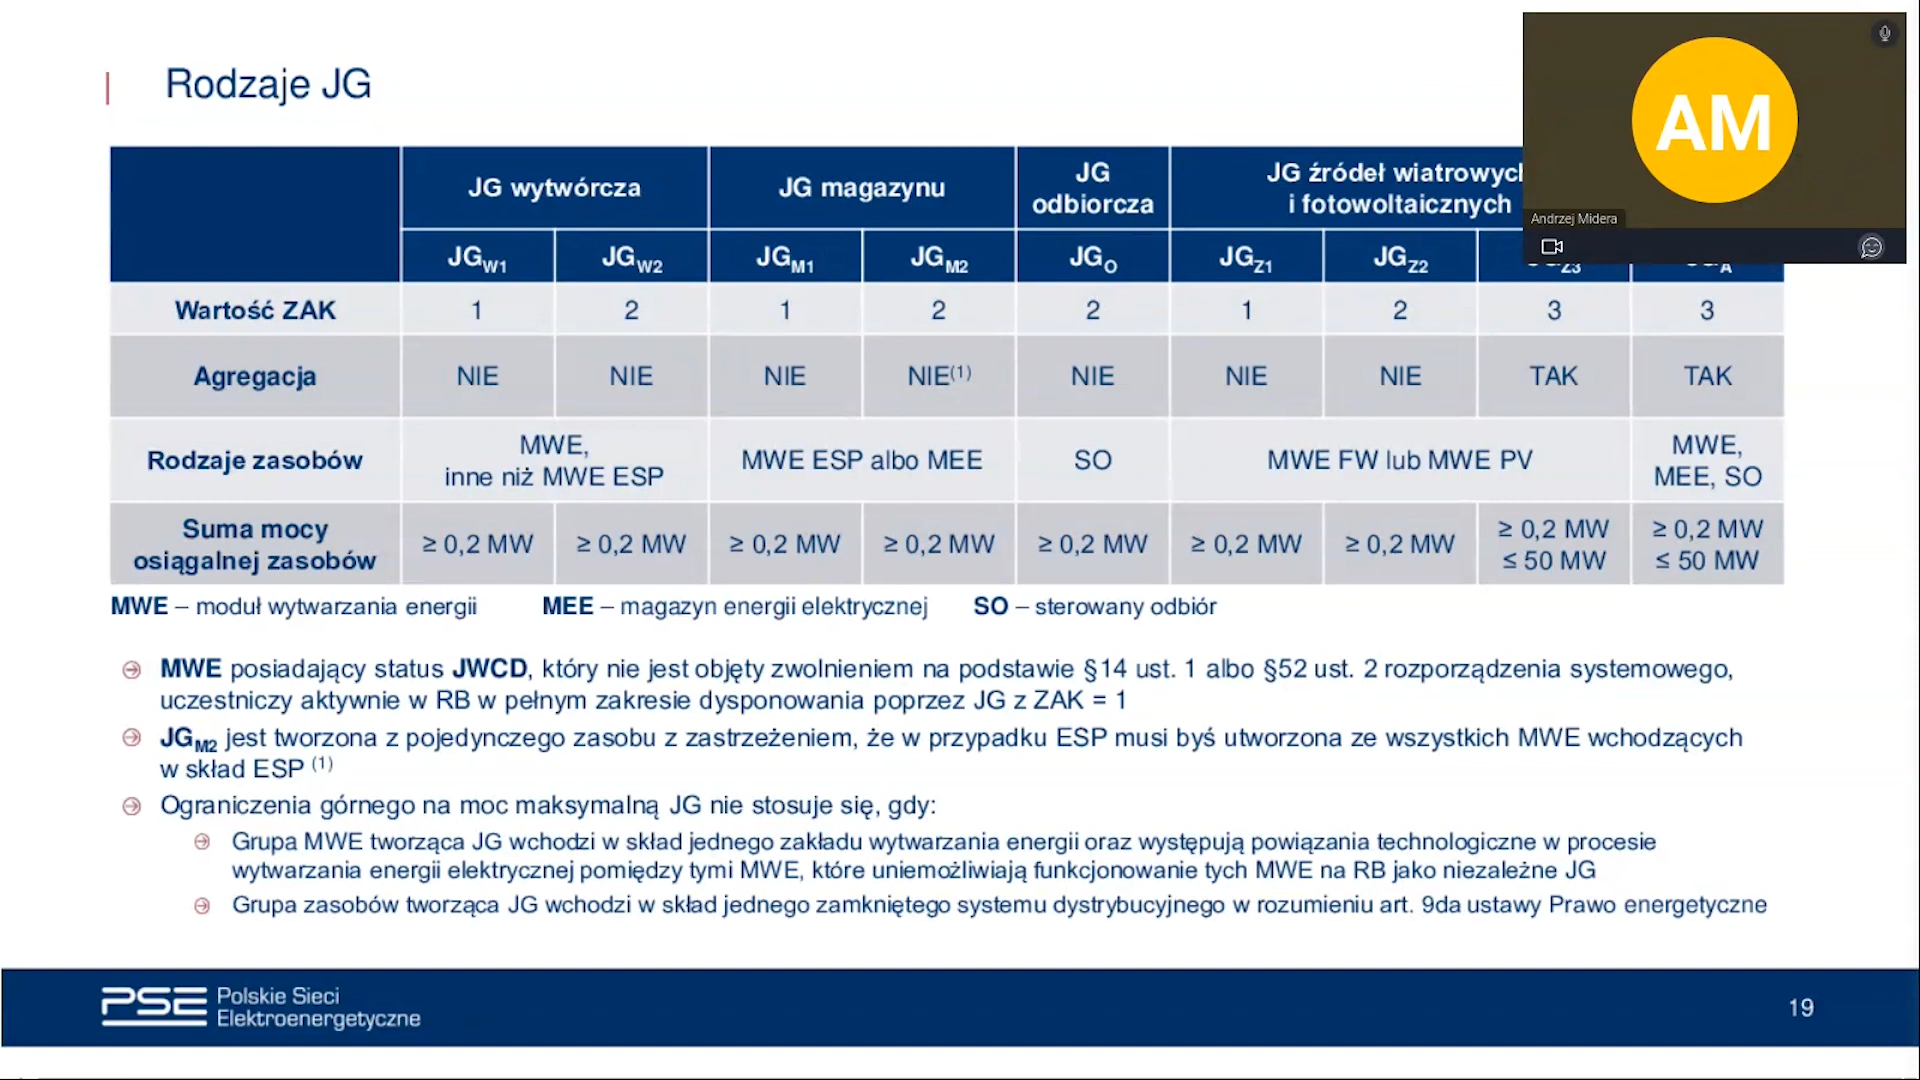 Rodzaje JG
AM
Andrzej Midera
JG wytwórcza
JG magazynu
JG
odbiorcza
JG źródeł wiatrowych
i fotowoltaicznych
JGW1 JGW2 JGM1 JGM2 JGO JGZ1 JGZ2
Wartość ZAK 1 2 1 2 2 1 2 3 3
Agregacja NIE NIE NIE NIE(1) NIE NIE NIE TAK TAK
Rodzaje zasobów
MWE,
inne niż MWE ESP
MWE ESP albo MEE
SO
MWE FW lub MWE PV
MWE,
MEE, SO
Suma mocy
osiągalnej zasobów
≥ 0,2 MW ≥ 0,2 MW ≥ 0,2 MW ≥ 0,2 MW ≥ 0,2 MW ≥ 0,2 MW ≥ 0,2 MW
≥ 0,2 MW
≤ 50 MW
≥ 0,2 MW
≤ 50 MW
MWE – moduł wytwarzania energii MEE – magazyn energii elektrycznej SO – sterowany odbiór
MWE posiadający status JWCD, który nie jest objęty zwolnieniem na podstawie §14 ust. 1 albo §52 ust. 2 rozporządzenia systemowego,
uczestniczy aktywnie w RB w pełnym zakresie dysponowania poprzez JG z ZAK = 1
JGM2 jest tworzona z pojedynczego zasobu z zastrzeżeniem, że w przypadku ESP musi byś utworzona ze wszystkich MWE wchodzących
w skład ESP (1)
Ograniczenia górnego na moc maksymalną JG nie stosuje się, gdy:
Grupa MWE tworząca JG wchodzi w skład jednego zakładu wytwarzania energii oraz występują powiązania technologiczne w procesie
wytwarzania energii elektrycznej pomiędzy tymi MWE, które uniemożliwiają funkcjonowanie tych MWE na RB jako niezależne JG
Grupa zasobów tworząca JG wchodzi w skład jednego zamkniętego systemu dystrybucyjnego w rozumieniu art. 9da ustawy Prawo energetyczne
PSE Polskie Sieci
Elektroenergetyczne
19